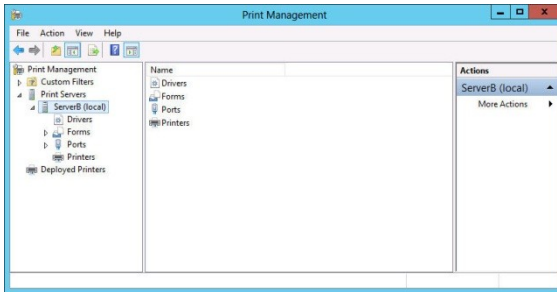 Print Management
File Action View Help
Print Management
Custom Filters
Print Servers
ServerB (local)
Drivers
Forms
Ports
Printers
Deployed Printers
Name
Drivers
Forms
Ports
Printers
Actions
ServerB (local)
More Actions